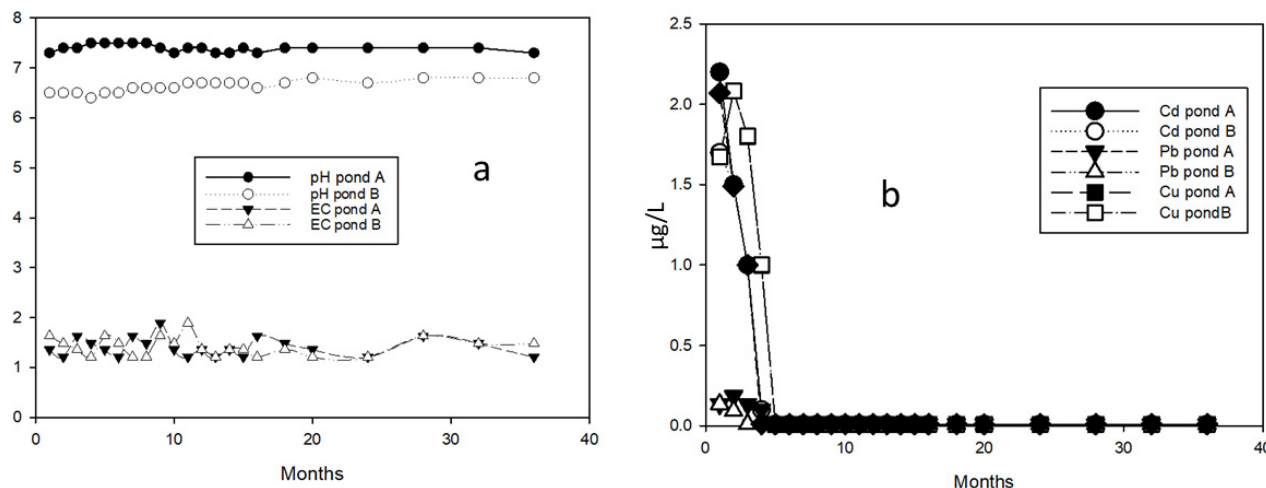 8
7
6
5
4
3
2
1
0
a
pH pond A
pH pond B
EC pond A
EC pond B
0 10 20 30 40
Months
2.5
2.0
1.5
1.0
0.5
0.0
µg/L
b
Cd pond A
Cd pond B
Pb pond A
Pb pond B
Cu pond A
Cu pondB
0 10 20 30 40
Months